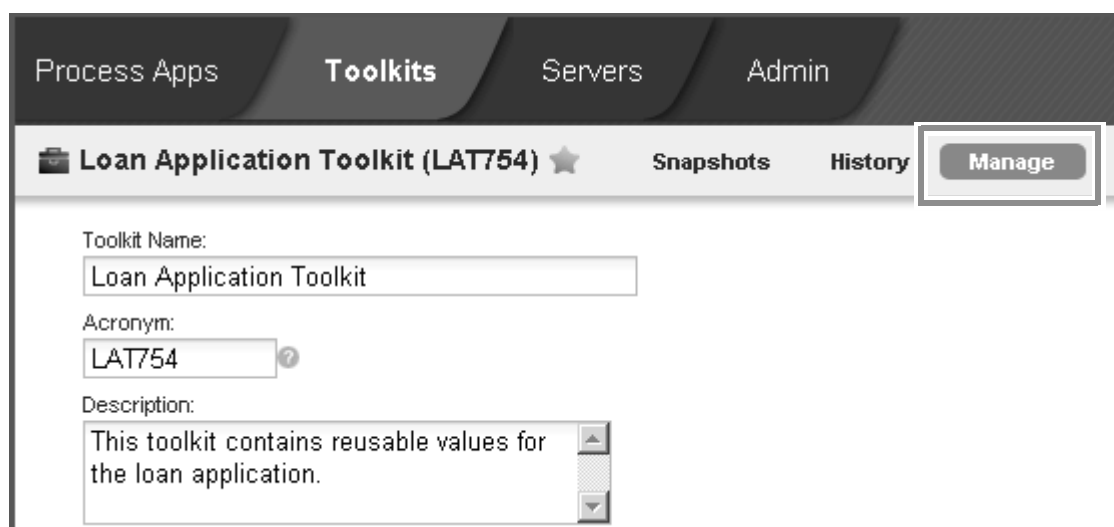 Process Apps Toolkits Servers Admin
Loan Application Toolkit (LAT754) Snapshots History Manage
Toolkit Name:
Loan Application Toolkit
Acronym:
LAT754 ?
Description:
This toolkit contains reusable values for
the loan application.